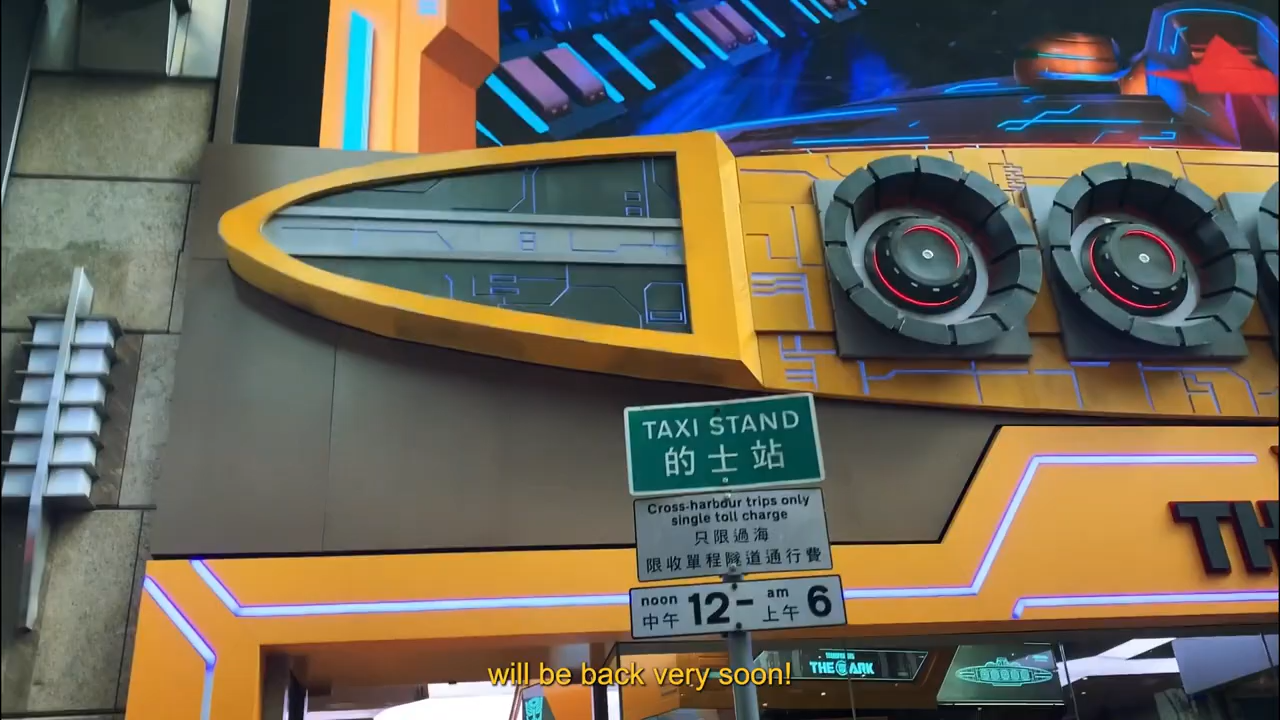 TAXI STAND
的士站
Cross-harbour trips only
single toll charge
只限過海
限收單程隧道通行費
noon 12 – am 6
中午 上午
TH
THE ARK
will be back very soon!